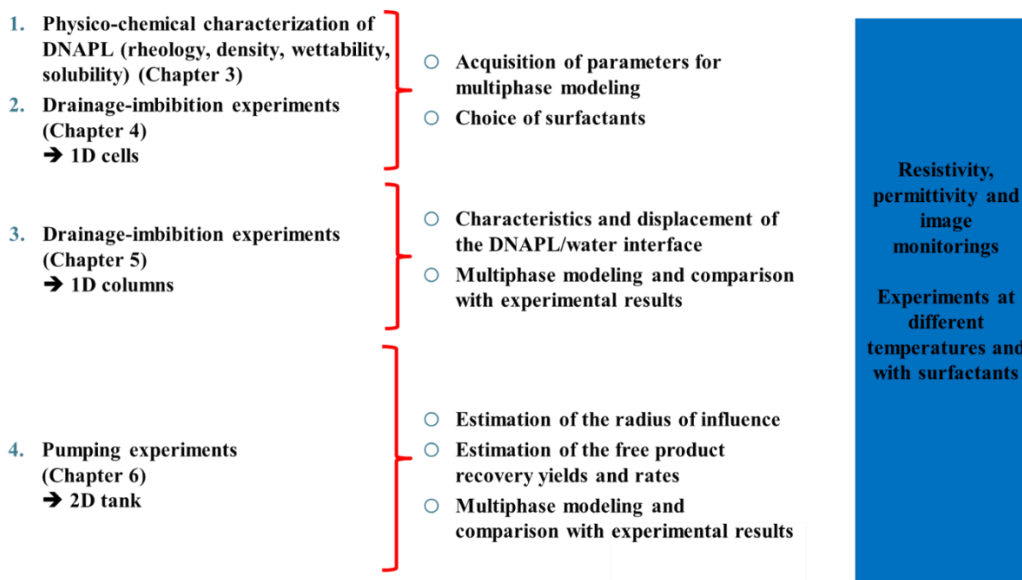 1. Physico-chemical characterization of
DNAPL (rheology, density, wettability,
solubility) (Chapter 3)
2. Drainage-imbibition experiments
(Chapter 4)
➔ 1D cells
○ Acquisition of parameters for
multiphase modeling
○ Choice of surfactants
3. Drainage-imbibition experiments
(Chapter 5)
➔ 1D columns
○ Characteristics and displacement of
the DNAPL/water interface
○ Multiphase modeling and comparison
with experimental results
4. Pumping experiments
(Chapter 6)
➔ 2D tank
○ Estimation of the radius of influence
○ Estimation of the free product
recovery yields and rates
○ Multiphase modeling and
comparison with experimental results
Resistivity,
permittivity and
image
monitorings
Experiments at
different
temperatures and
with surfactants